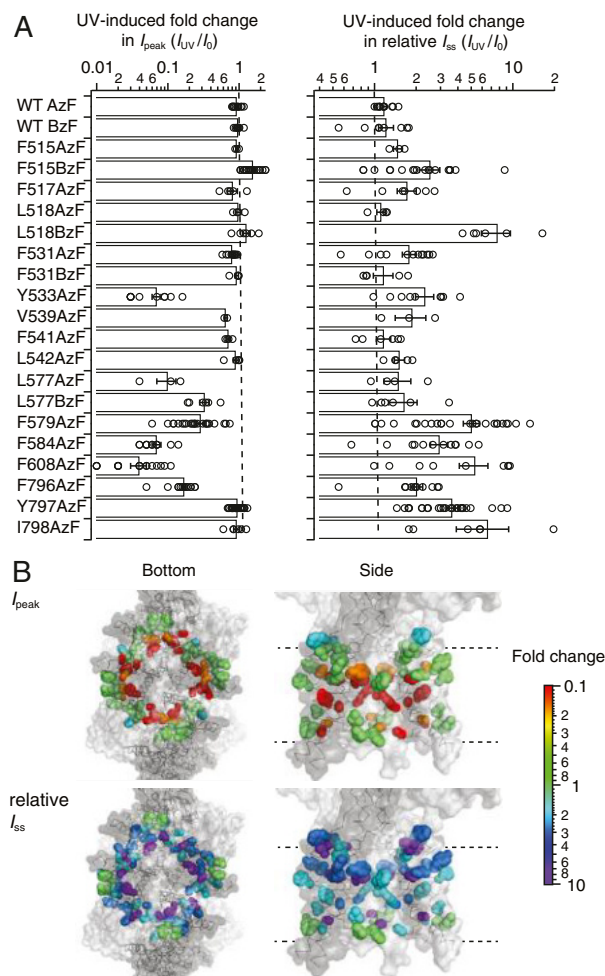 A
UV-induced fold change
in Ipeak (IUV/I0)
UV-induced fold change
in relative Iss (IUV/I0)
0.01 2 4 6 0.1 2 4 6 1 2
4 5 6 1 2 3 4 5 6 10 2
WT AzF
WT BzF
F515AzF
F515BzF
F517AzF
L518AzF
L518BzF
F531AzF
F531BzF
Y533AzF
V539AzF
F541AzF
L542AzF
L577AzF
L577BzF
F579AzF
F584AzF
F608AzF
F796AzF
Y797AzF
I798AzF
B
Bottom
Side
Ipeak
Fold change
0.1
2
3
4
6
8
1
2
3
4
6
8
10
relative
Iss